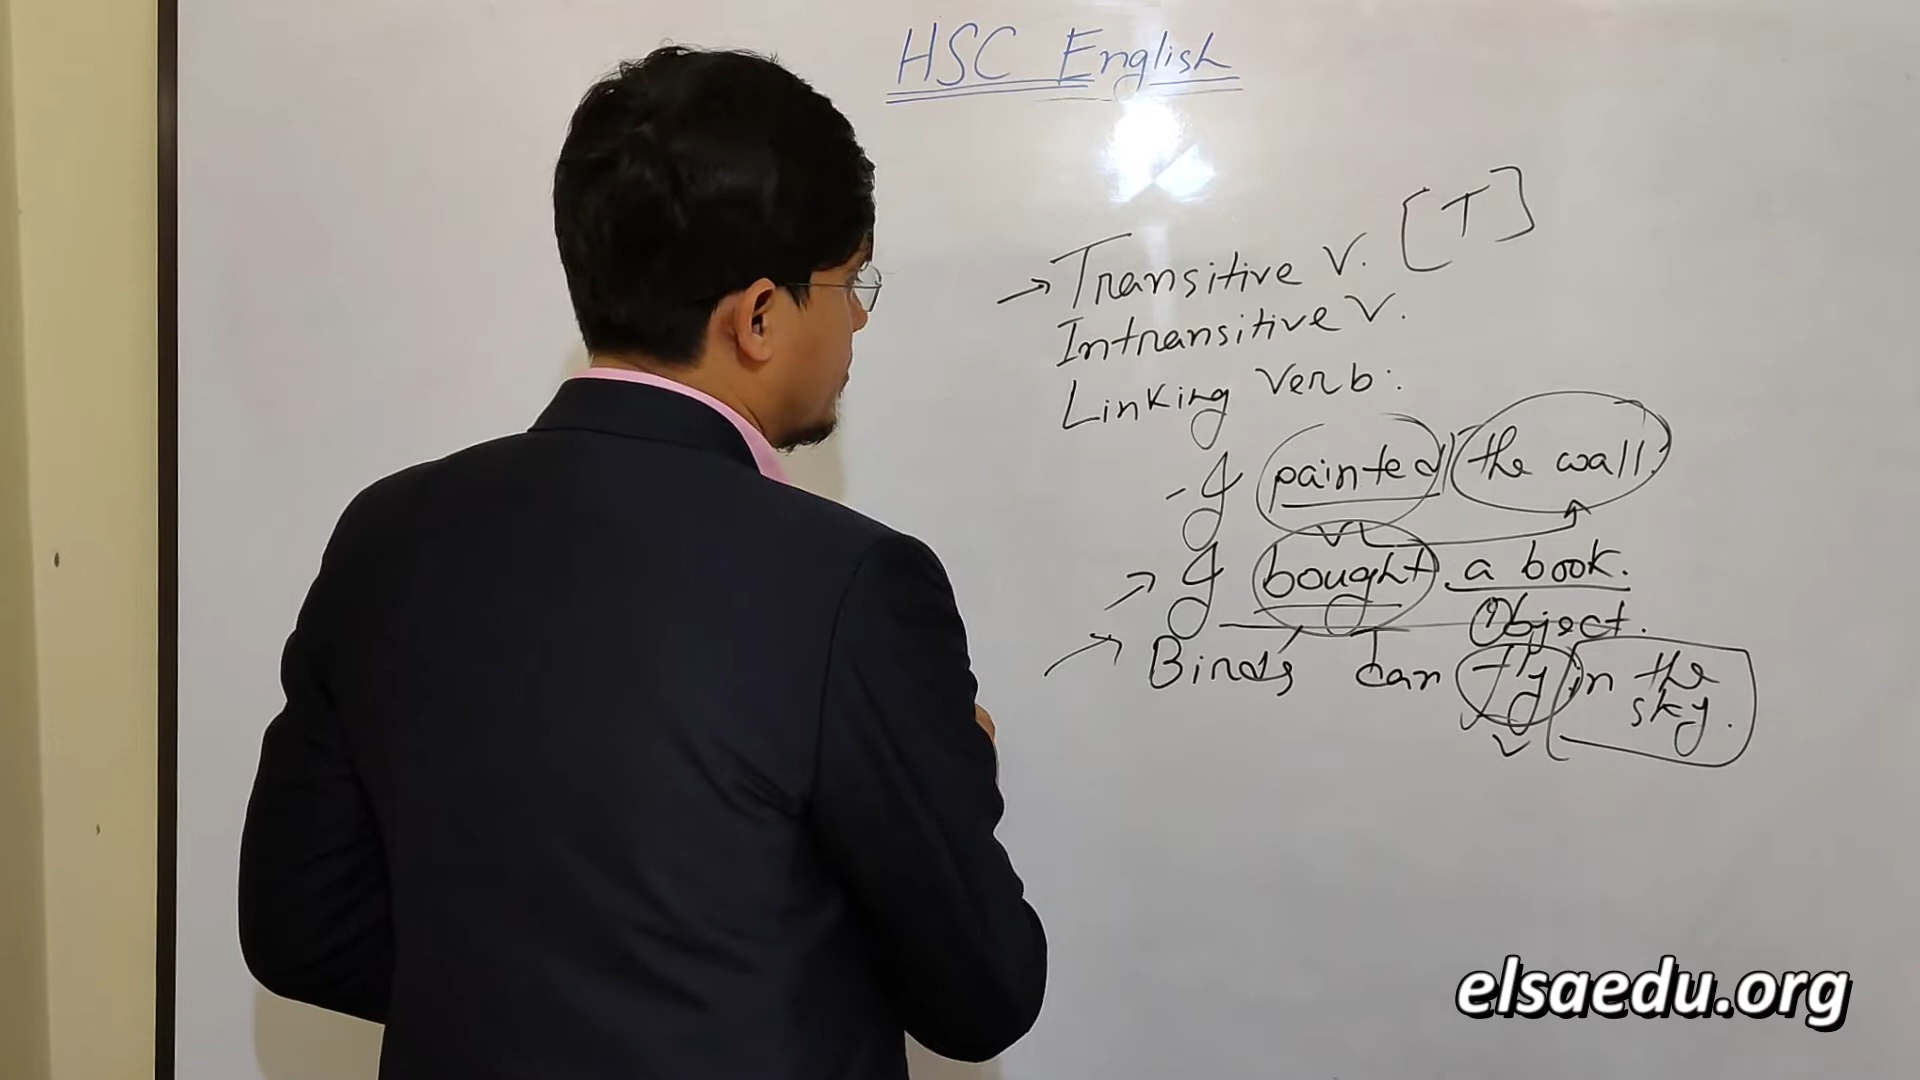 HSC English
→ Transitive V. [T]
Intransitive V.
Linking Verb:
- I painted the wall.
V
→ I bought a book.
Object.
→ Birds can fly in the
sky.
V
elsaedu.org